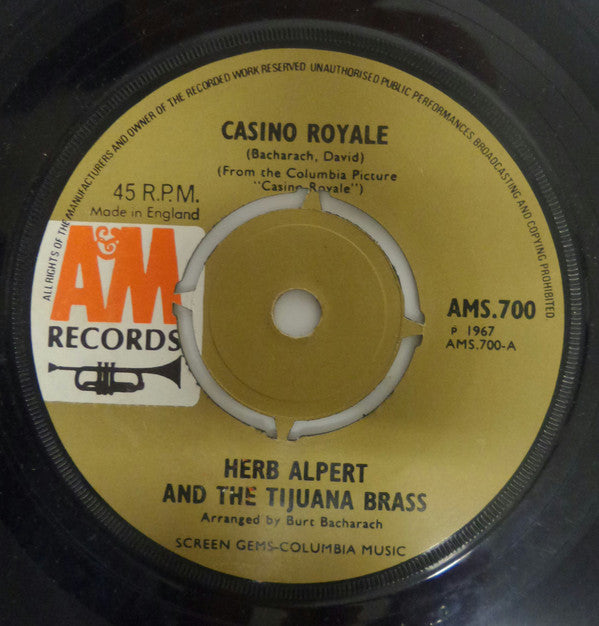 ALL RIGHTS OF THE MANUFACTURERS AND OWNER OF THE RECORDED WORK RESERVED. UNAUTHORISED PUBLIC PERFORMANCES BROADCASTING AND COPYING PROHIBITED.
CASINO ROYALE
(Bacharach, David)
(From the Columbia Picture
"Casino Royale")
45 R.P.M.
Made in England
A&M
RECORDS
AMS.700
P 1967
AMS.700-A
HERB ALPERT
AND THE TIJUANA BRASS
Arranged by Burt Bacharach
SCREEN GEMS-COLUMBIA MUSIC